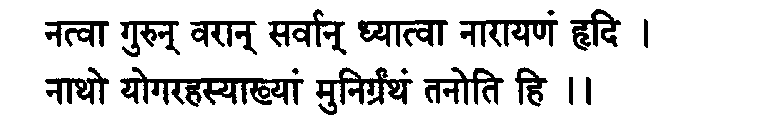 नत्वा गुरुन् वरान् सर्वान् ध्यात्वा नारायणं हृदि ।
नाथो योगरहस्याख्यां मुनिर्ग्रंथं तनोति हि ।।